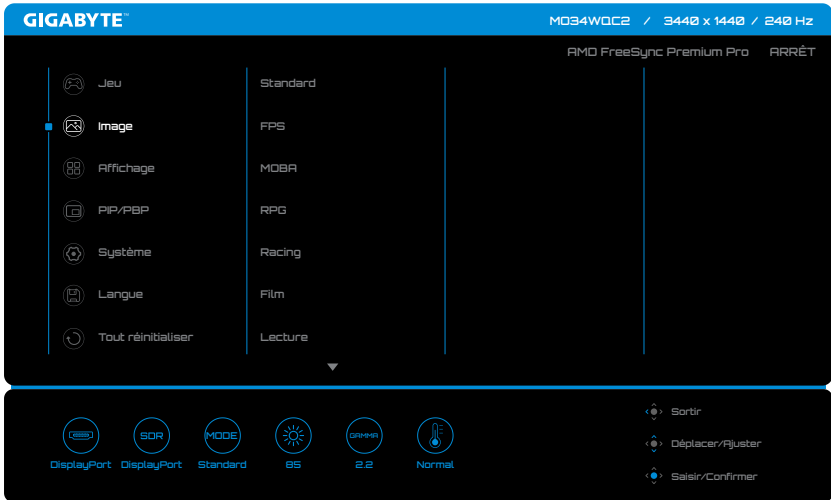 GIGABYTE™
MO34WQC2 / 3440 x 1440 / 240 Hz
AMD FreeSync Premium Pro ARRÊT
Jeu
Image
Affichage
PIP/PBP
Système
Langue
Tout réinitialiser
Standard
FPS
MOBA
RPG
Racing
Film
Lecture
SDR
MODE
GAMMA
DisplayPort DisplayPort Standard 85 2.2 Normal
Sortir
Déplacer/Ajuster
Saisir/Confirmer